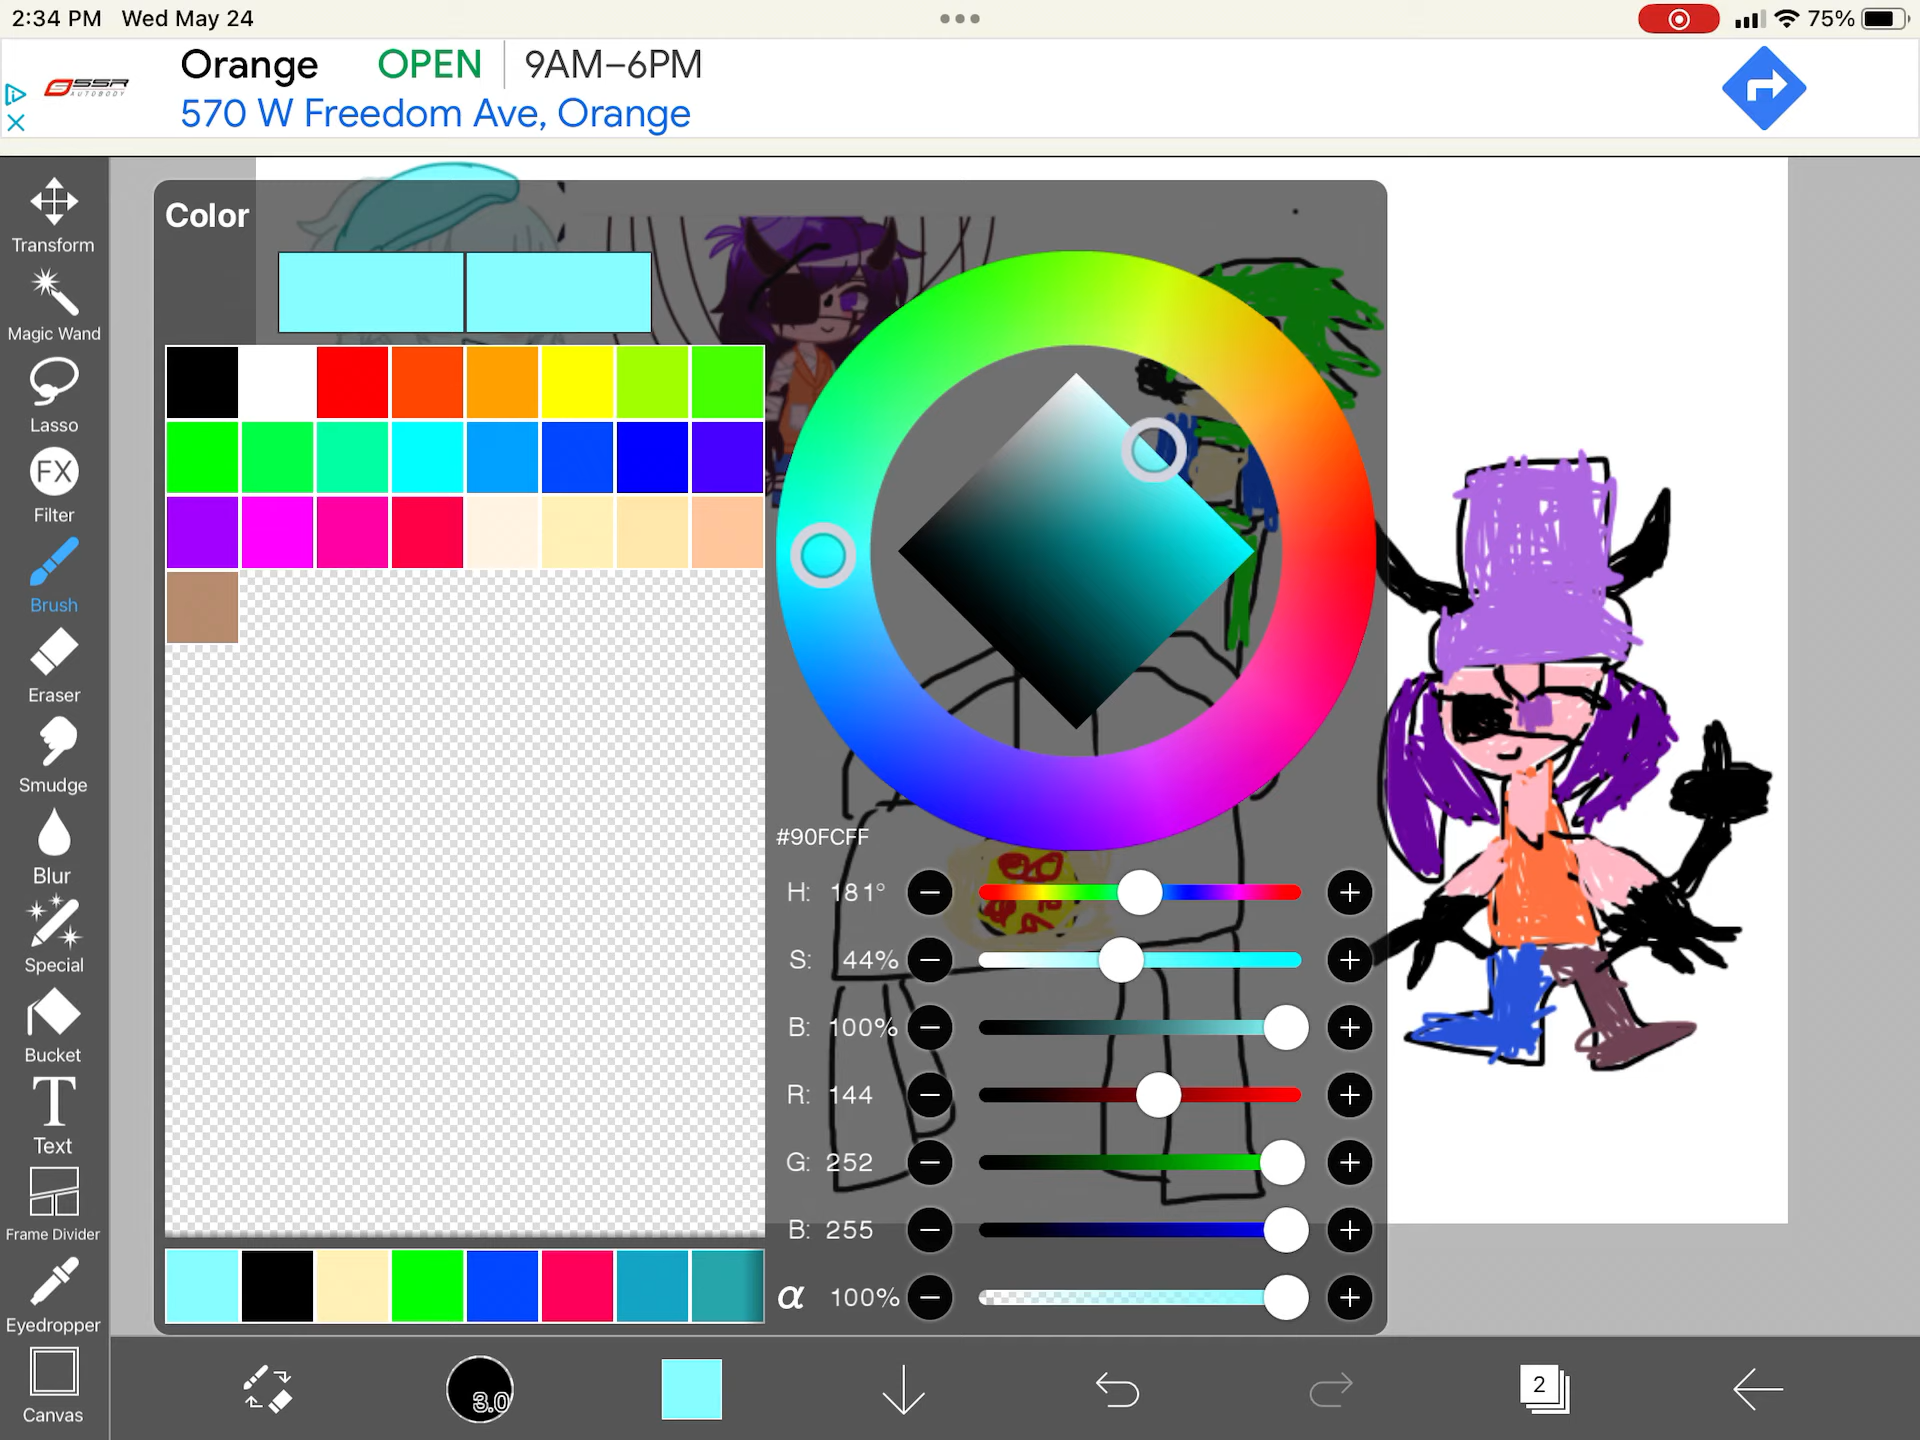 2:34 PM Wed May 24
75%
SSR
AUTOBODY
Orange OPEN 9AM–6PM
570 W Freedom Ave, Orange
Transform
Magic Wand
Lasso
FX
Filter
Brush
Eraser
Smudge
Blur
Special
Bucket
T
Text
Frame Divider
Eyedropper
Canvas
Color
#90FCFF
H: 181°
S: 44%
B: 100%
R: 144
G: 252
B: 255
α 100%
3.0
2